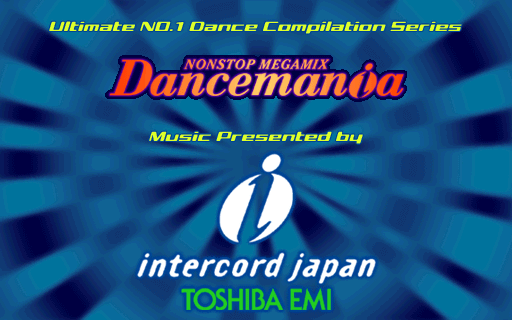 Ultimate NO.1 Dance Compilation Series
NONSTOP MEGAMIX
Dancemania
Music Presented by
i
intercord japan
TOSHIBA EMI